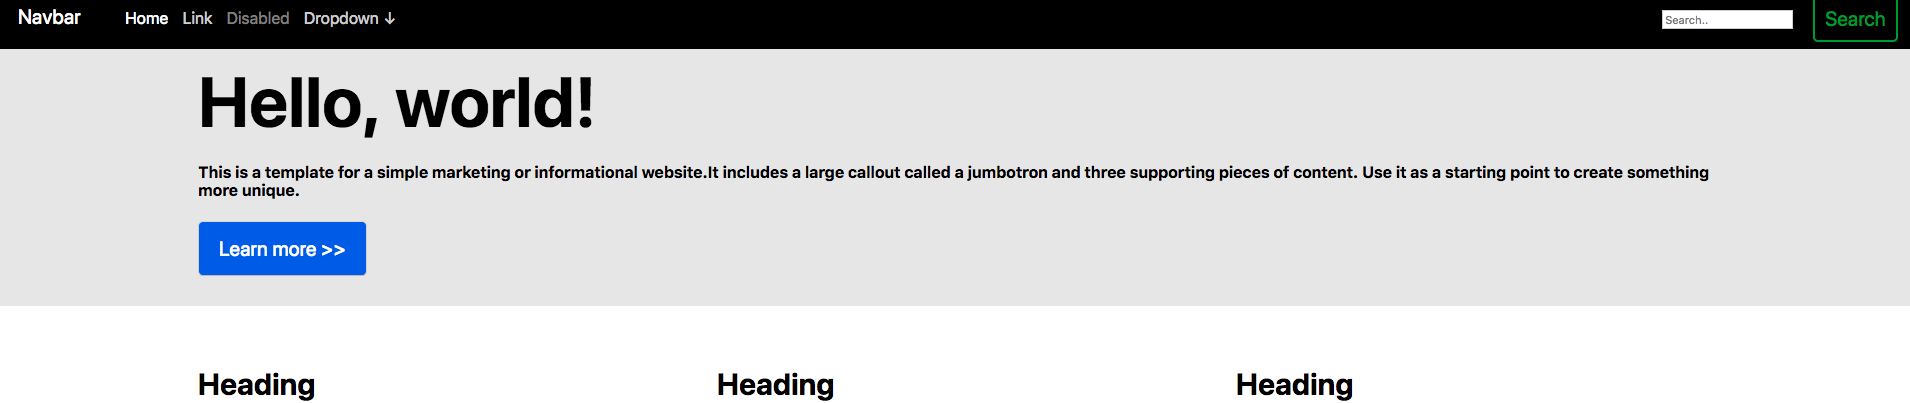 Navbar Home Link Disabled Dropdown ↓ Search.. Search
Hello, world!
This is a template for a simple marketing or informational website.It includes a large callout called a jumbotron and three supporting pieces of content. Use it as a starting point to create something
more unique.
Learn more >>
Heading Heading Heading